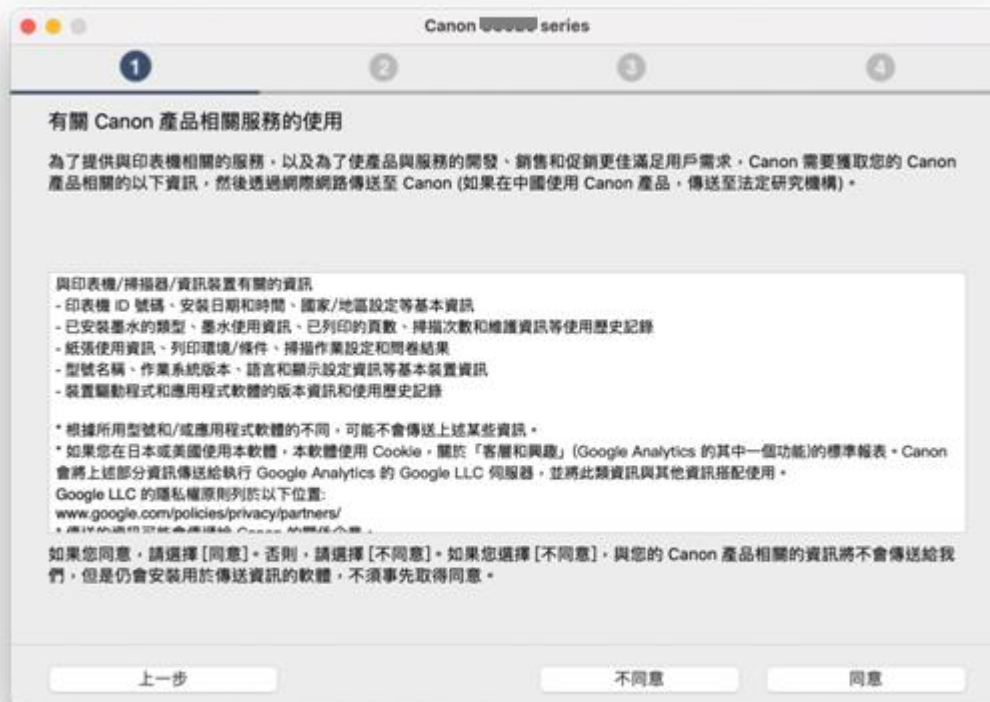 Canon series
1
2
3
4
有關 Canon 產品相關服務的使用
為了提供與印表機相關的服務，以及為了使產品與服務的開發、銷售和促銷更佳滿足用戶需求，Canon 需要獲取您的 Canon
產品相關的以下資訊，然後透過網際網路傳送至 Canon (如果在中國使用 Canon 產品，傳送至法定研究機構)。
與印表機/掃描器/資訊裝置有關的資訊
- 印表機 ID 號碼、安裝日期和時間、國家/地區設定等基本資訊
- 已安裝墨水的類型、墨水使用資訊、已列印的頁數、掃描次數和維護資訊等使用歷史記錄
- 紙張使用資訊、列印環境/條件、掃描作業設定和問卷結果
- 型號名稱、作業系統版本、語言和顯示設定資訊等基本裝置資訊
- 裝置驅動程式和應用程式軟體的版本資訊和使用歷史記錄
* 根據所用型號和/或應用程式軟體的不同，可能不會傳送上述某些資訊。
* 如果您在日本或美國使用本軟體，本軟體使用 Cookie，關於「客層和興趣」(Google Analytics 的其中一個功能)的標準報表。Canon
會將上述部分資訊傳送給執行 Google Analytics 的 Google LLC 伺服器，並將此類資訊與其他資訊搭配使用。
Google LLC 的隱私權原則列於以下位置:
www.google.com/policies/privacy/partners/
* 傳送的資訊可能會傳遞給 Canon 的關係企業。
如果您同意，請選擇 [同意]。否則，請選擇 [不同意]。如果您選擇 [不同意]，與您的 Canon 產品相關的資訊將不會傳送給我
們，但是仍會安裝用於傳送資訊的軟體，不須事先取得同意。
上一步
不同意
同意